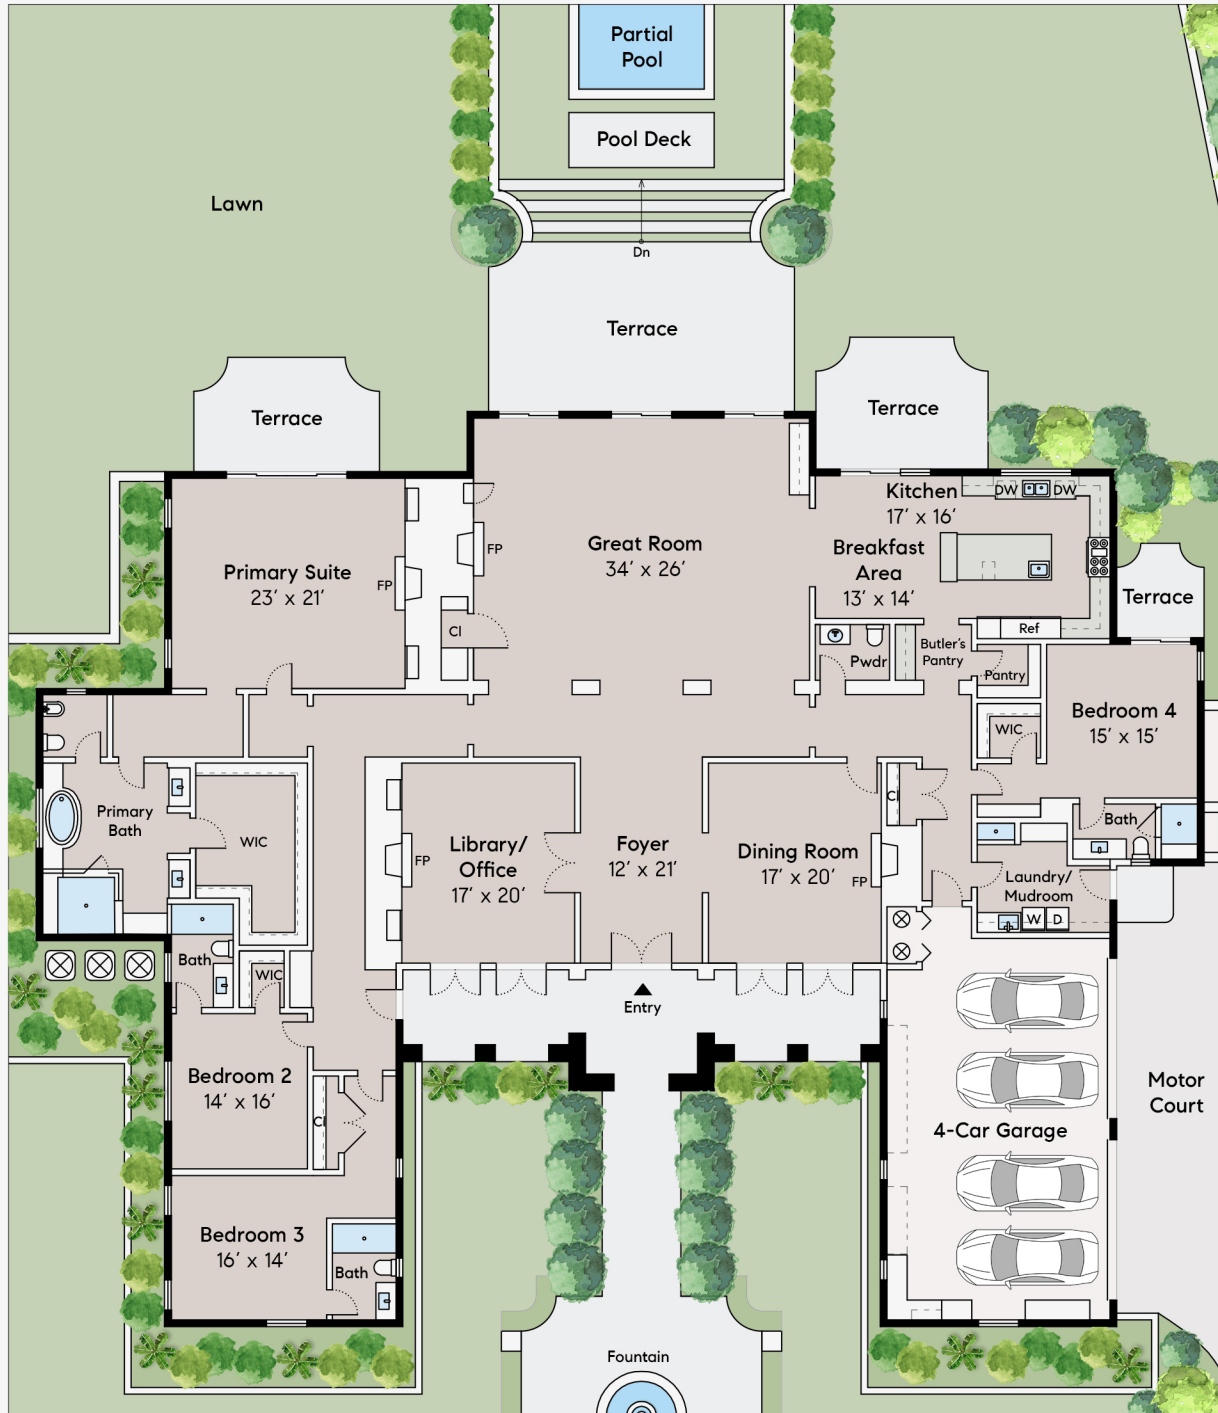 Partial
Pool
Pool Deck
Lawn
Dn
Terrace
Terrace
Terrace
Kitchen
17′ x 16′
DW
DW
Great Room
34′ x 26′
FP
Breakfast
Area
13′ x 14′
Primary Suite
23′ x 21′
FP
Terrace
Cl
Ref
Pwdr
Butler's
Pantry
Pantry
Bedroom 4
15′ x 15′
WIC
Primary
Bath
WIC
Library/
Office
17′ x 20′
FP
Foyer
12′ x 21′
Dining Room
17′ x 20′
FP
Cl
Bath
Laundry/
Mudroom
W
D
Bath
WIC
Entry
Bedroom 2
14′ x 16′
Cl
Motor
Court
4-Car Garage
Bedroom 3
16′ x 14′
Bath
Fountain